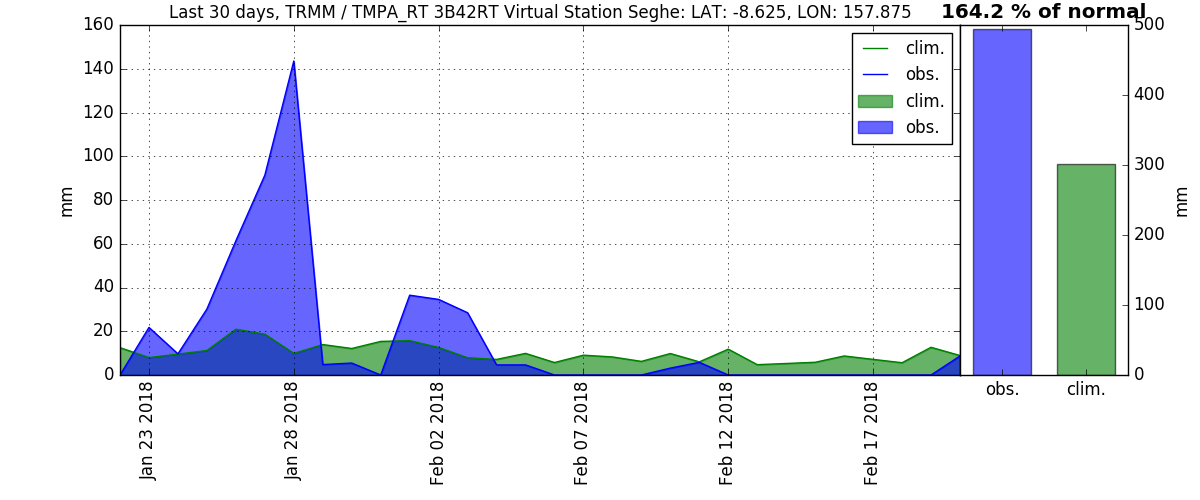 Last 30 days, TRMM / TMPA_RT 3B42RT Virtual Station Seghe: LAT: -8.625, LON: 157.875
164.2 % of normal
160
140
120
100
80
60
40
20
0
mm
clim.
obs.
clim.
obs.
Jan 23 2018
Jan 28 2018
Feb 02 2018
Feb 07 2018
Feb 12 2018
Feb 17 2018
500
400
300
200
100
0
mm
obs.
clim.